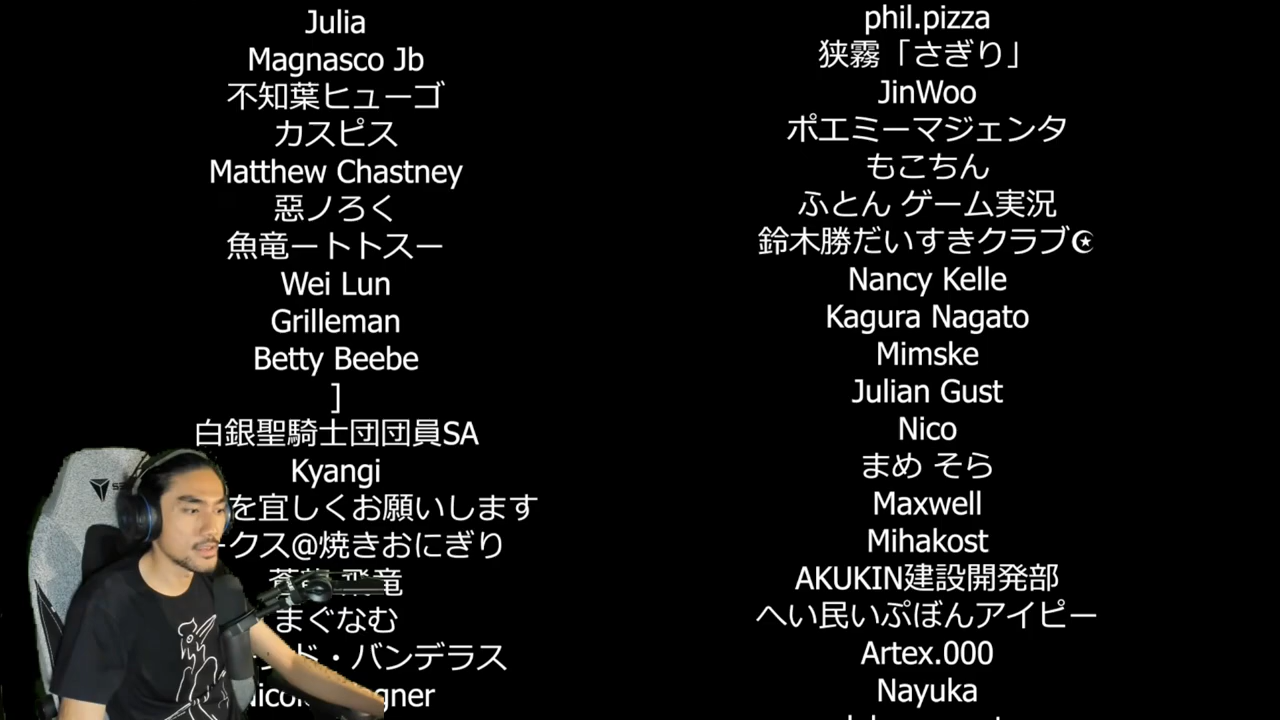 Julia
Magnasco Jb
不知葉ヒューゴ
カスピス
Matthew Chastney
惡ノろく
魚竜ートトスー
Wei Lun
Grilleman
Betty Beebe
]
白銀聖騎士団団員SA
Kyangi
を宜しくお願いします
クス@焼きおにぎり
飛竜
まぐなむ
ド・バンデラス
gner
phil.pizza
狭霧「さぎり」
JinWoo
ポエミーマジェンタ
もこちん
ふとん ゲーム実況
鈴木勝だいすきクラブ☪
Nancy Kelle
Kagura Nagato
Mimske
Julian Gust
Nico
まめ そら
Maxwell
Mihakost
AKUKIN建設開発部
へい民いぷぼんアイピー
Artex.000
Nayuka